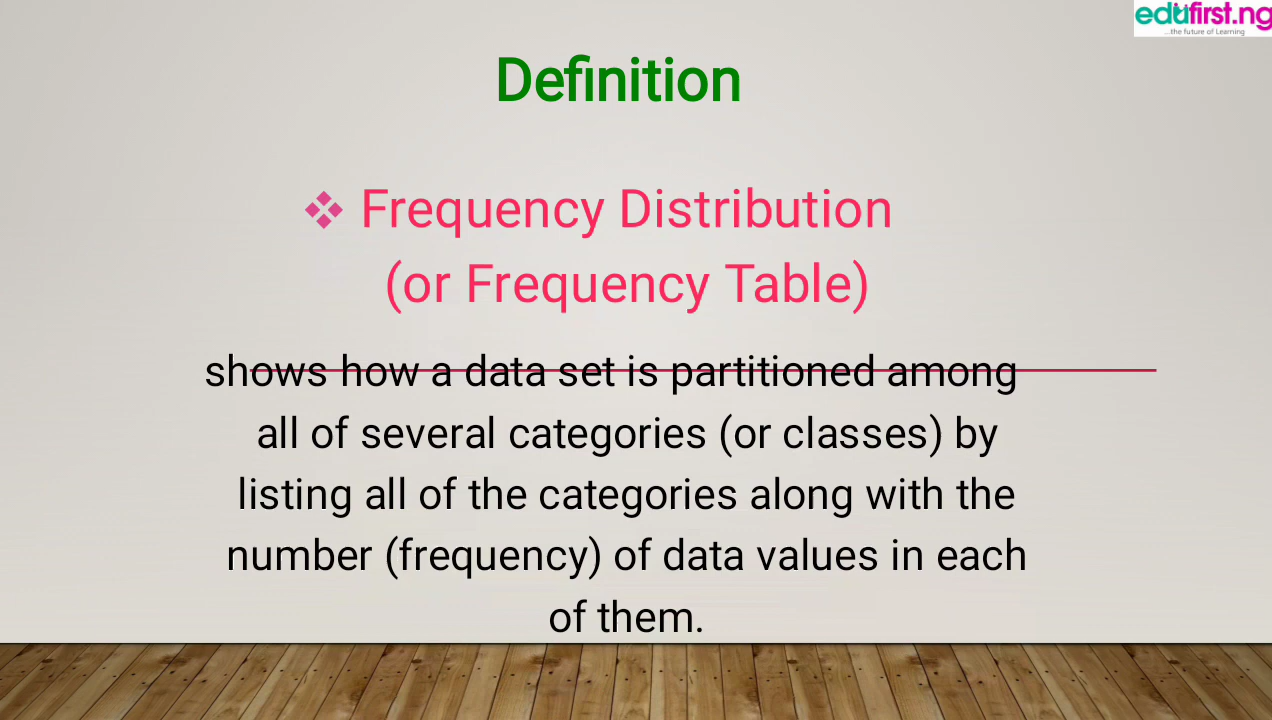 edufirst.ng
...the future of Learning
Definition
❖ Frequency Distribution
(or Frequency Table)
shows how a data set is partitioned among
all of several categories (or classes) by
listing all of the categories along with the
number (frequency) of data values in each
of them.